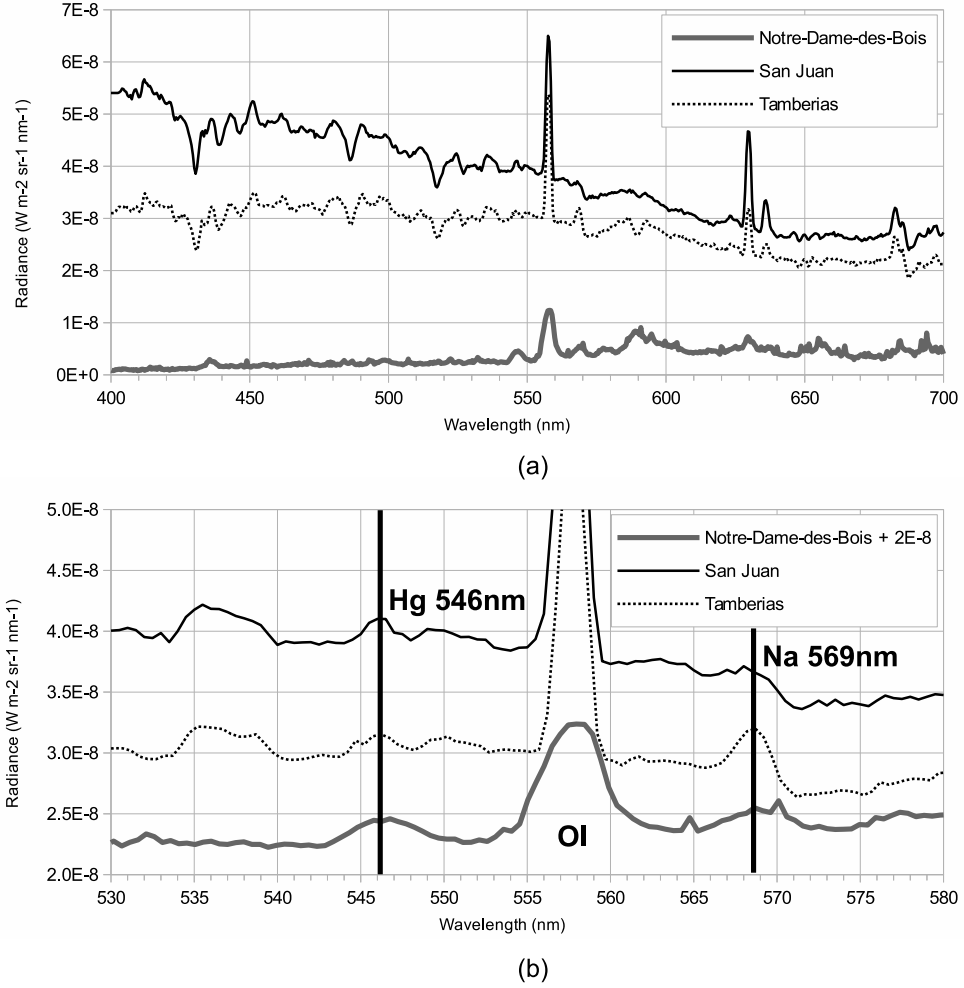 7E-8
6E-8
5E-8
4E-8
3E-8
2E-8
1E-8
0E+0
Radiance (W m-2 sr-1 nm-1)
Notre-Dame-des-Bois
San Juan
Tamberias
400 450 500 550 600 650 700
Wavelength (nm)
(a)
5.0E-8
4.5E-8
4.0E-8
3.5E-8
3.0E-8
2.5E-8
2.0E-8
Radiance (W m-2 sr-1 nm-1)
Notre-Dame-des-Bois + 2E-8
San Juan
Tamberias
Hg 546nm
Na 569nm
OI
530 535 540 545 550 555 560 565 570 575 580
Wavelength (nm)
(b)